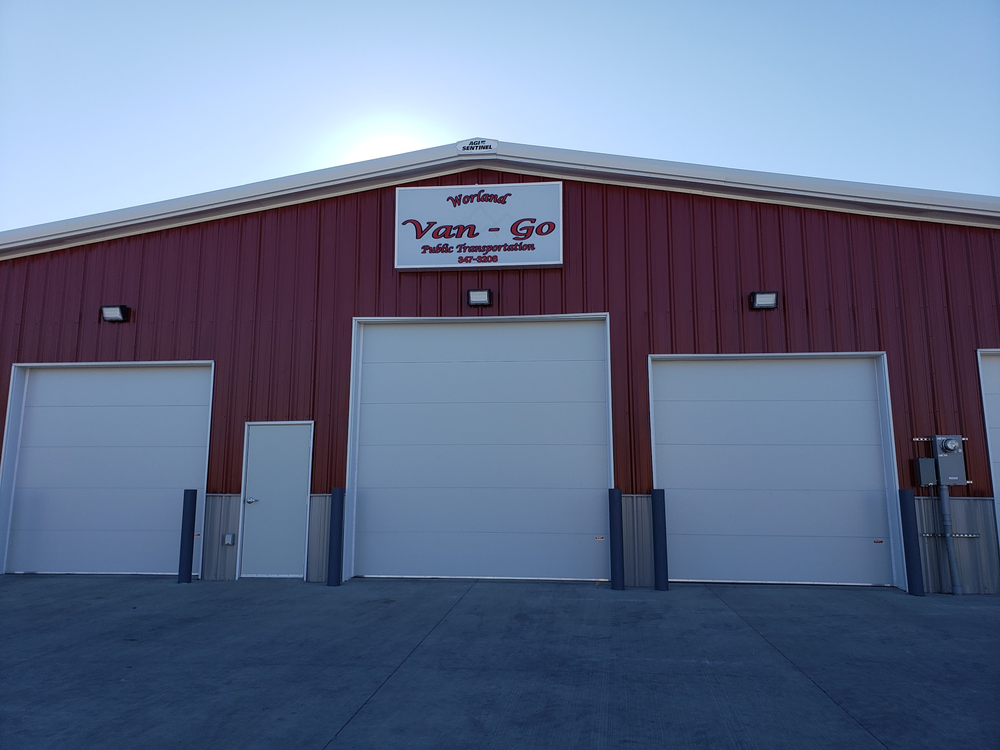 AGI
SENTINEL
Worland
Van - Go
Public Transportation
347-3208